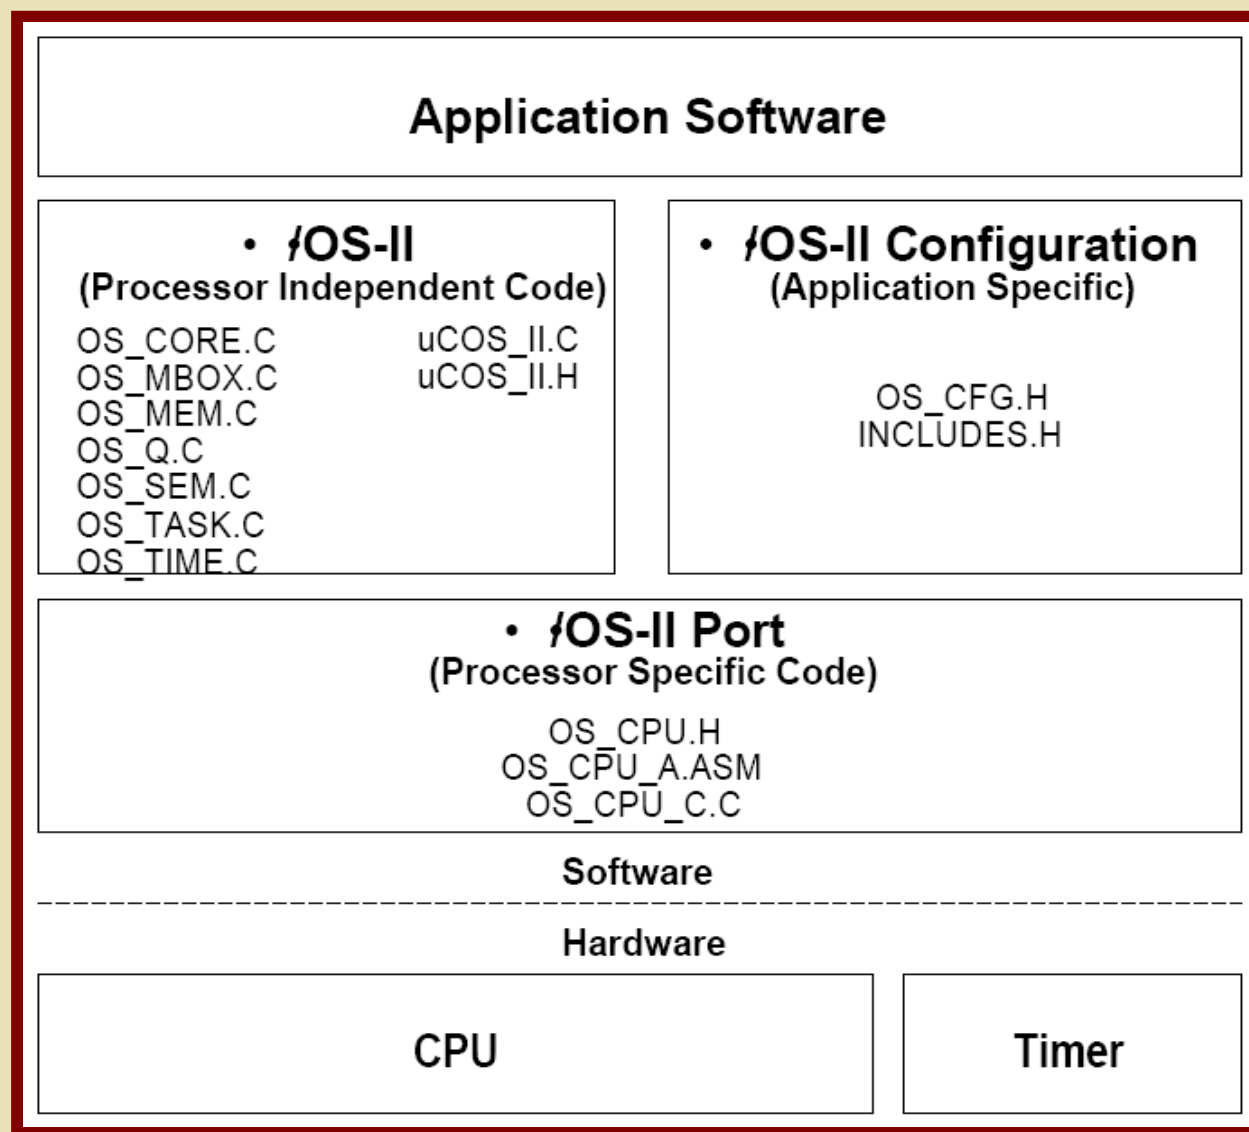 Application Software
• ∮OS-II
(Processor Independent Code)
OS_CORE.C
OS_MBOX.C
OS_MEM.C
OS_Q.C
OS_SEM.C
OS_TASK.C
OS_TIME.C
uCOS_II.C
uCOS_II.H
• ∮OS-II Configuration
(Application Specific)
OS_CFG.H
INCLUDES.H
• ∮OS-II Port
(Processor Specific Code)
OS_CPU.H
OS_CPU_A.ASM
OS_CPU_C.C
Software
Hardware
CPU
Timer